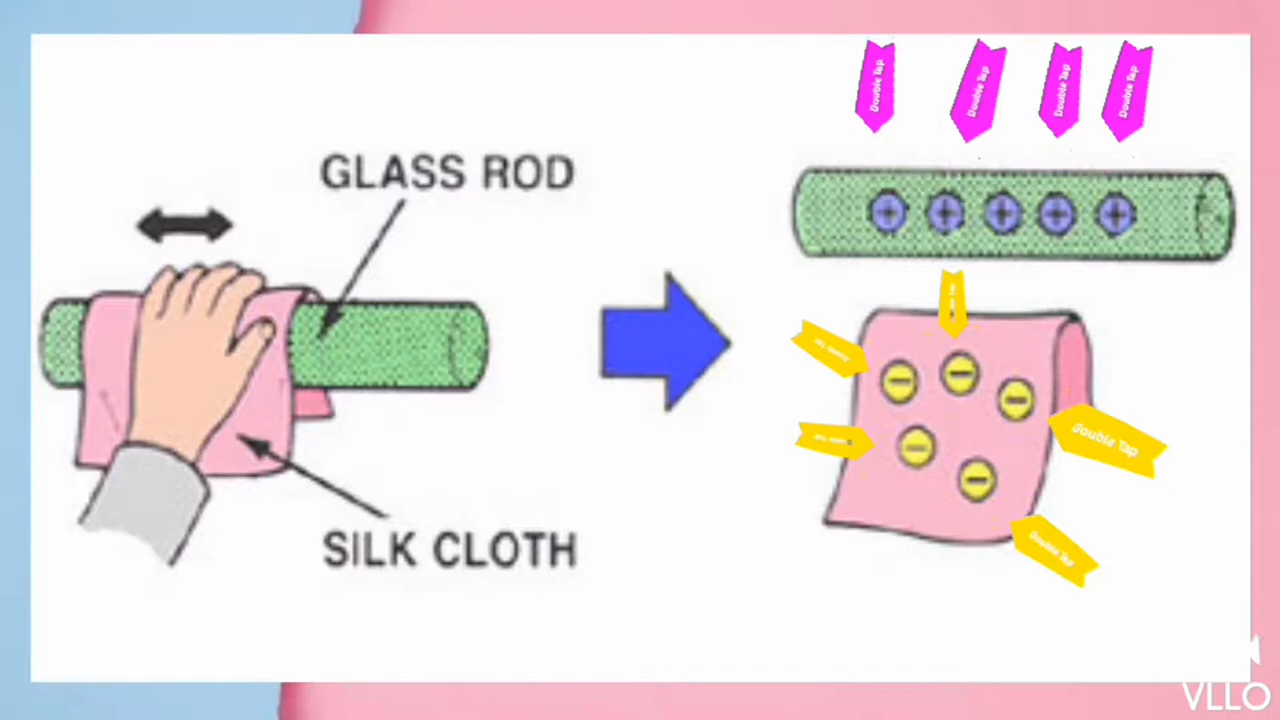 Double Tap
Double Tap
Double Tap
Double Tap
GLASS ROD
+ + + + +
Double Tap
SILK CLOTH
Double Tap
VLLO